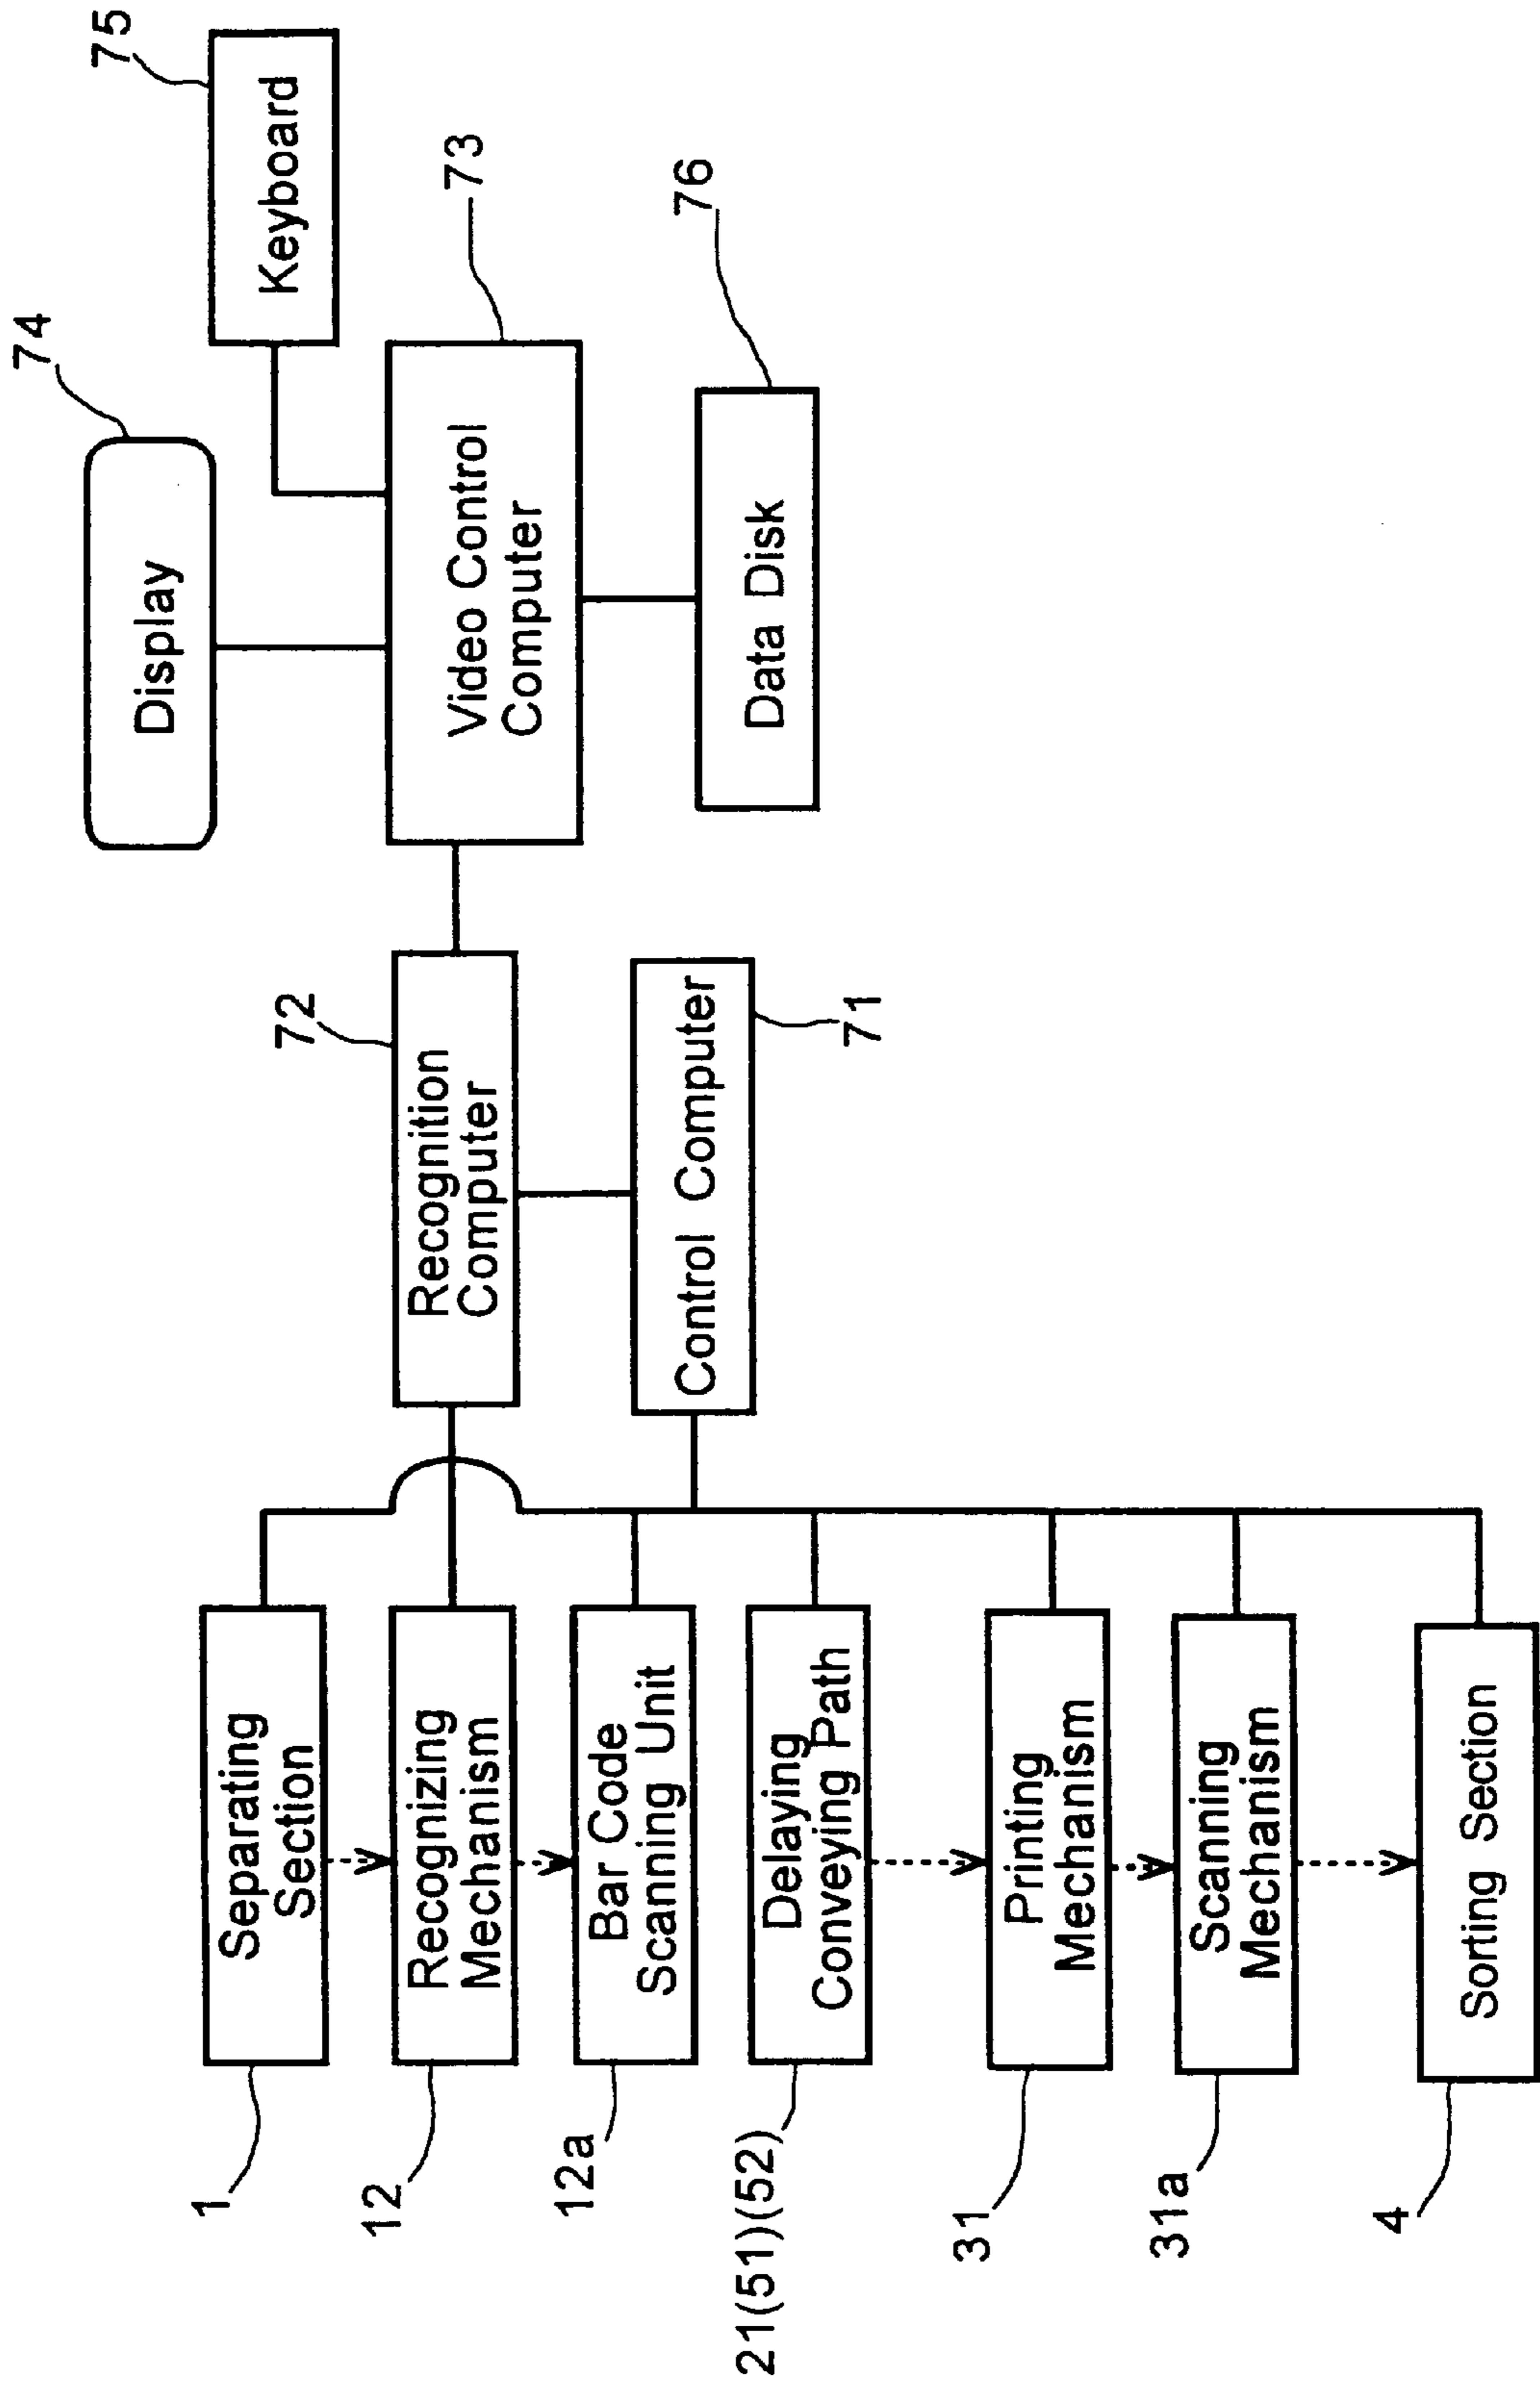 74
Display
75
Keyboard
73
Video Control
Computer
76
Data Disk
72
Recognition
Computer
71
Control Computer
1
Separating
Section
12
Recognizing
Mechanism
12a
Bar Code
Scanning Unit
21(51)(52)
Delaying
Conveying Path
31
Printing
Mechanism
31a
Scanning
Mechanism
4
Sorting Section